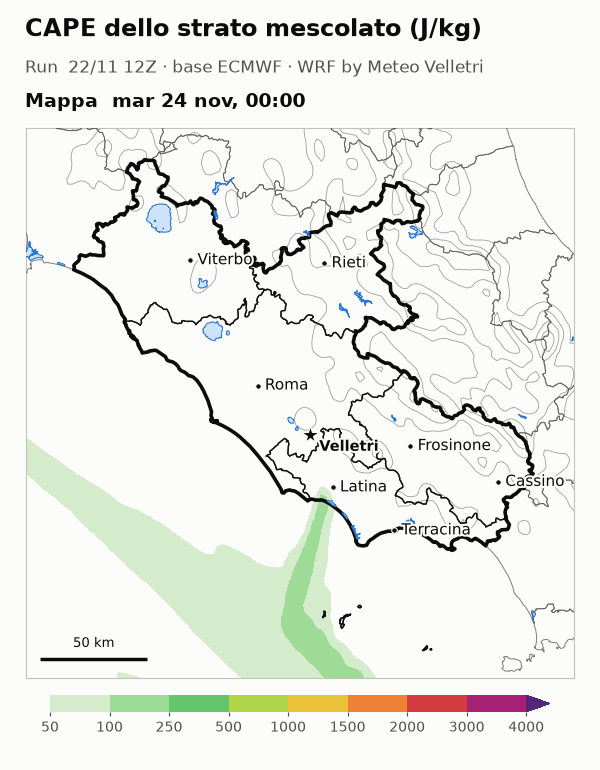 CAPE dello strato mescolato (J/kg)
Run  22/11 12Z · base ECMWF · WRF by Meteo Velletri
Mappa  mar 24 nov, 00:00
Viterbo
Rieti
Roma
Velletri
Frosinone
Cassino
Latina
Terracina
50 km
50 100 250 500 1000 1500 2000 3000 4000